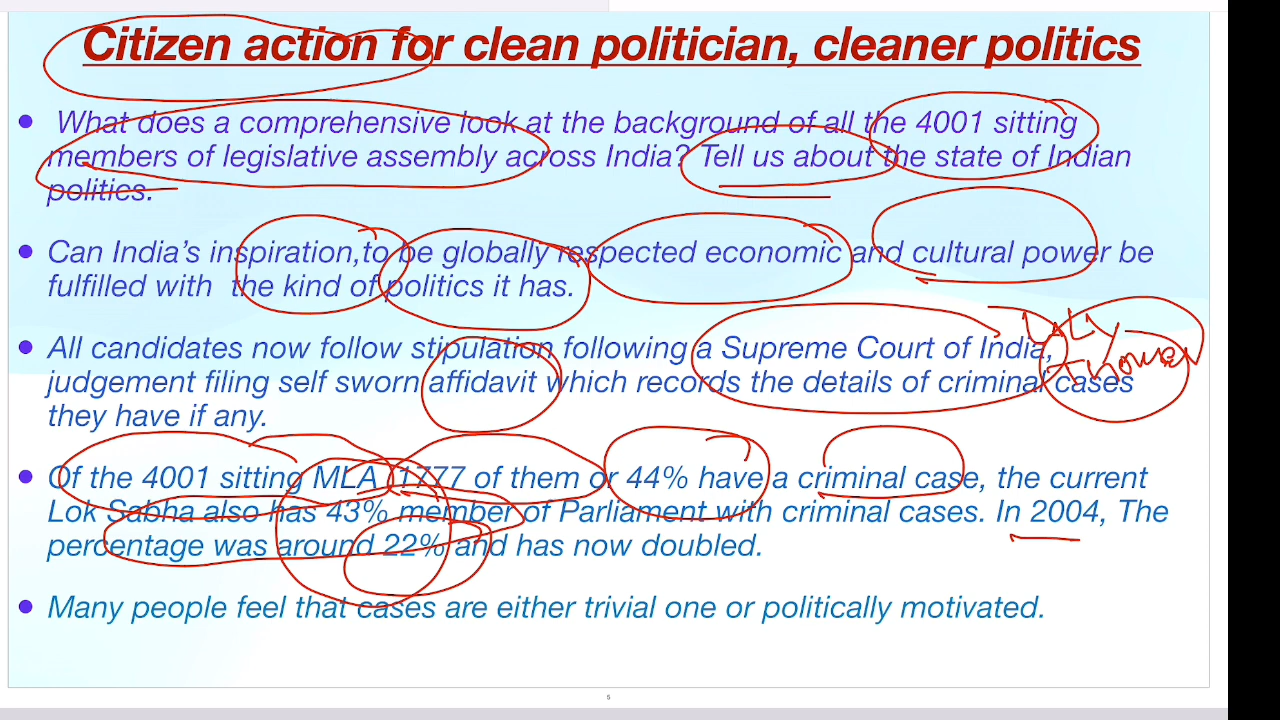 Citizen action for clean politician, cleaner politics
• What does a comprehensive look at the background of all the 4001 sitting
members of legislative assembly across India? Tell us about the state of Indian
politics.
• Can India's inspiration,to be globally respected economic and cultural power be
fulfilled with the kind of politics it has.
• All candidates now follow stipulation following a Supreme Court of India,
judgement filing self sworn affidavit which records the details of criminal cases
they have if any.
• Of the 4001 sitting MLA 1777 of them or 44% have a criminal case, the current
Lok Sabha also has 43% member of Parliament with criminal cases. In 2004, The
percentage was around 22% and has now doubled.
• Many people feel that cases are either trivial one or politically motivated.
5